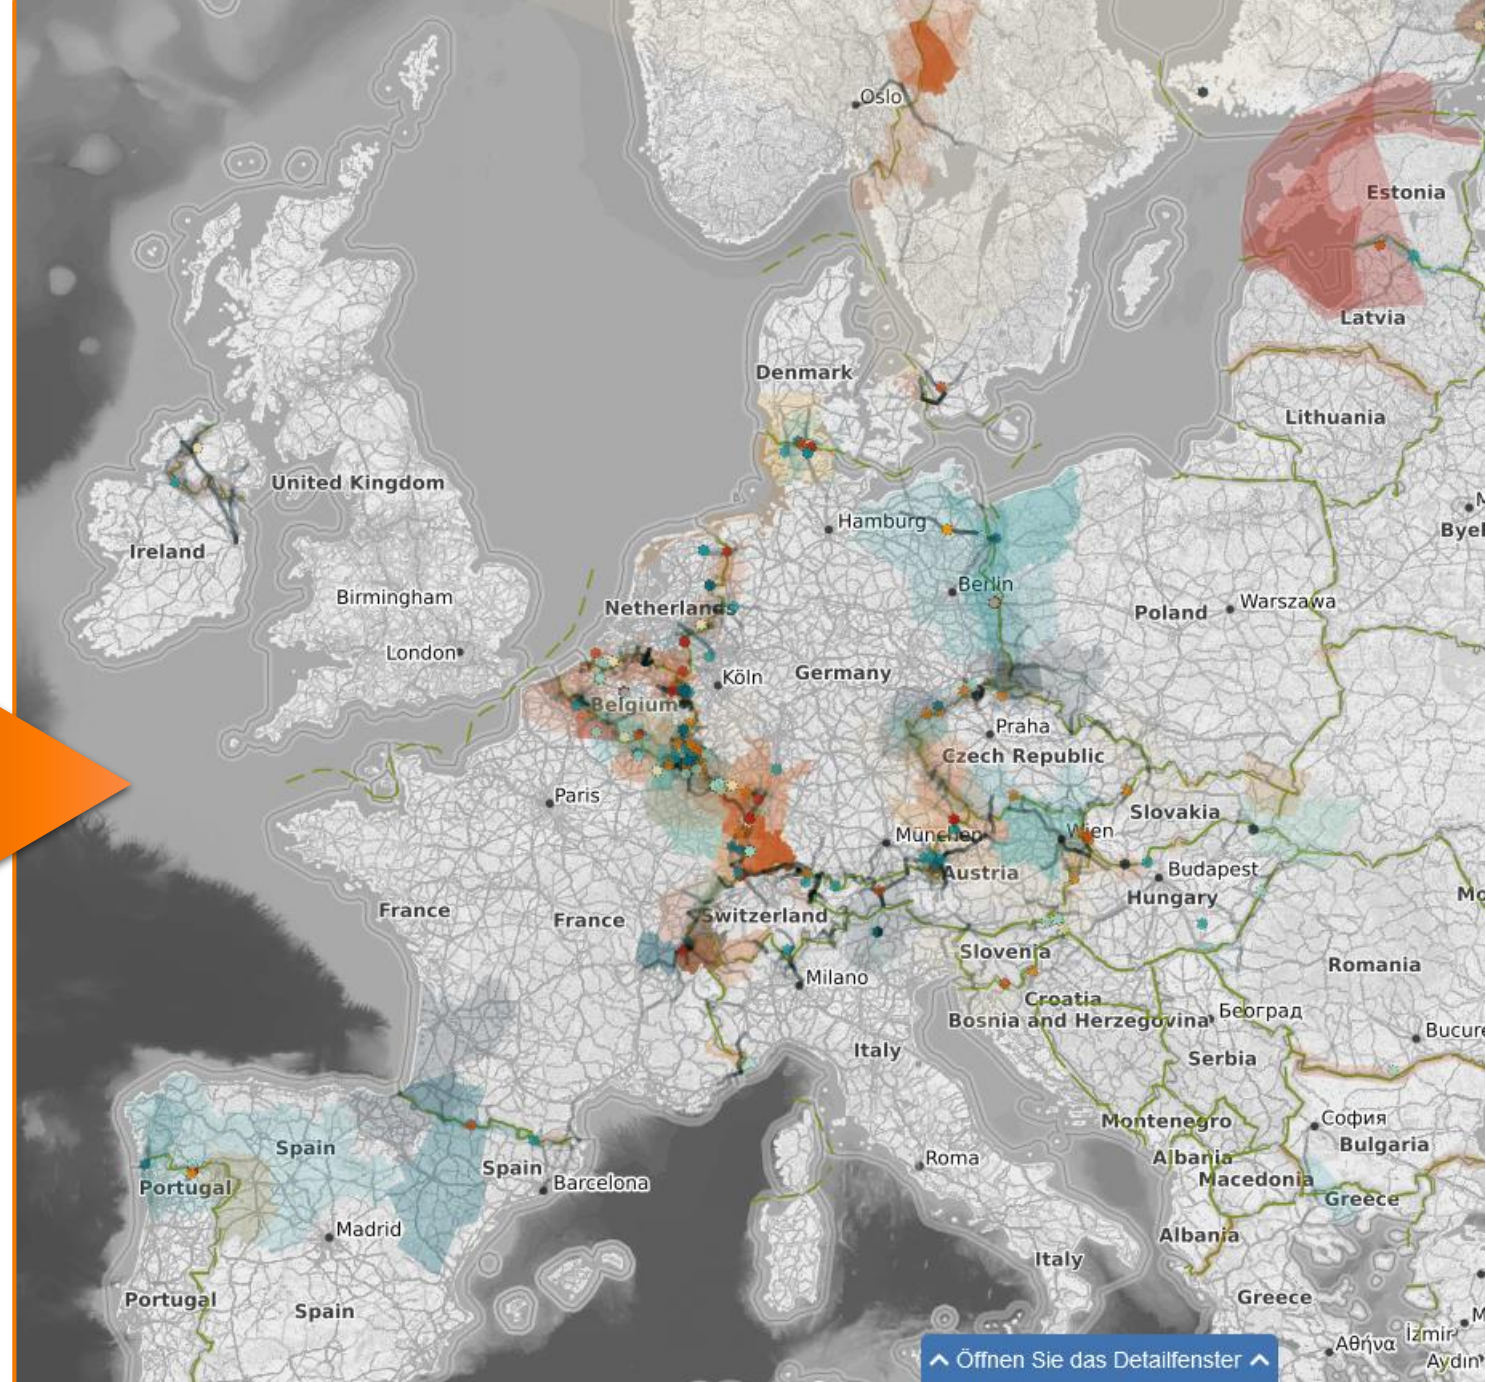 Oslo
Estonia
Latvia
Denmark
Lithuania
United Kingdom
Hamburg
Ireland
Byel
Berlin
Birmingham
Netherlands
Warszawa
Poland
London
Germany
Köln
Belgium
Praha
Czech Republic
Paris
Slovakia
München
Wien
Budapest
Austria
Hungary
Mo
France
France
Switzerland
Slovenia
Romania
Milano
Croatia
Београд
Bosnia and Herzegovina
Bucure
Italy
Serbia
София
Montenegro
Bulgaria
Spain
Albania
Roma
Spain
Macedonia
Barcelona
Portugal
Greece
Madrid
Albania
Italy
Portugal
Greece
Spain
M
İzmir
Αθήνα
Öffnen Sie das Detailfenster
Aydın